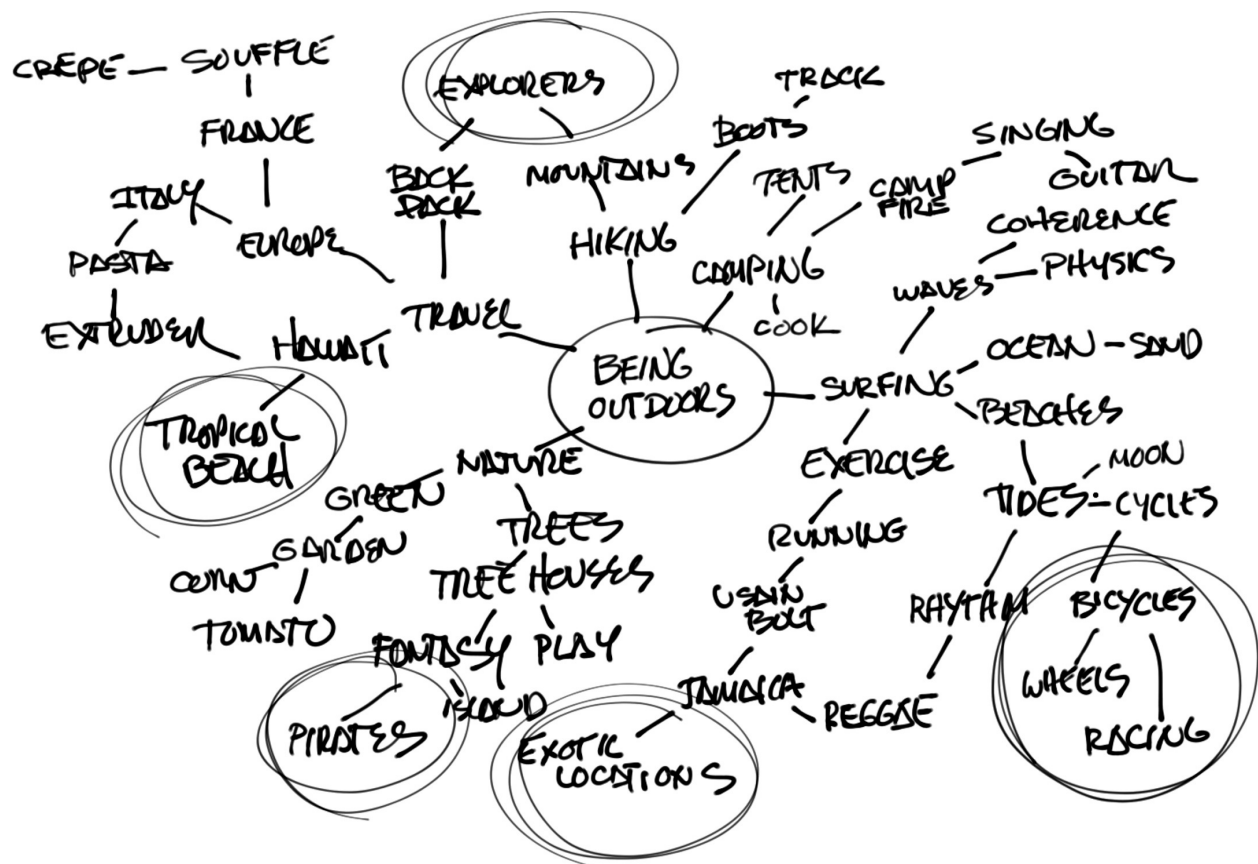 CREPE — SOUFFLE
FRANCE
ITALY
EUROPE
PASTA
EXTRUDER
HAWAII
TROPICAL
BEACH
TRAVEL
BACK
PACK
EXPLORERS
MOUNTAINS
HIKING
BOOTS
TRACK
TENTS
CAMPING
COOK
CAMP
FIRE
SINGING
GUITAR
BEING
OUTDOORS
SURFING
WAVES
COHERENCE
PHYSICS
OCEAN — SAND
BEACHES
TIDES
MOON
CYCLES
BICYCLES
WHEELS
RACING
RHYTHM
REGGAE
EXERCISE
RUNNING
USAIN
BOLT
JAMAICA
EXOTIC
LOCATIONS
NATURE
GREEN
GARDEN
CORN
TOMATO
TREES
TREE HOUSES
PLAY
FONTASY
ISLAND
PIRATES